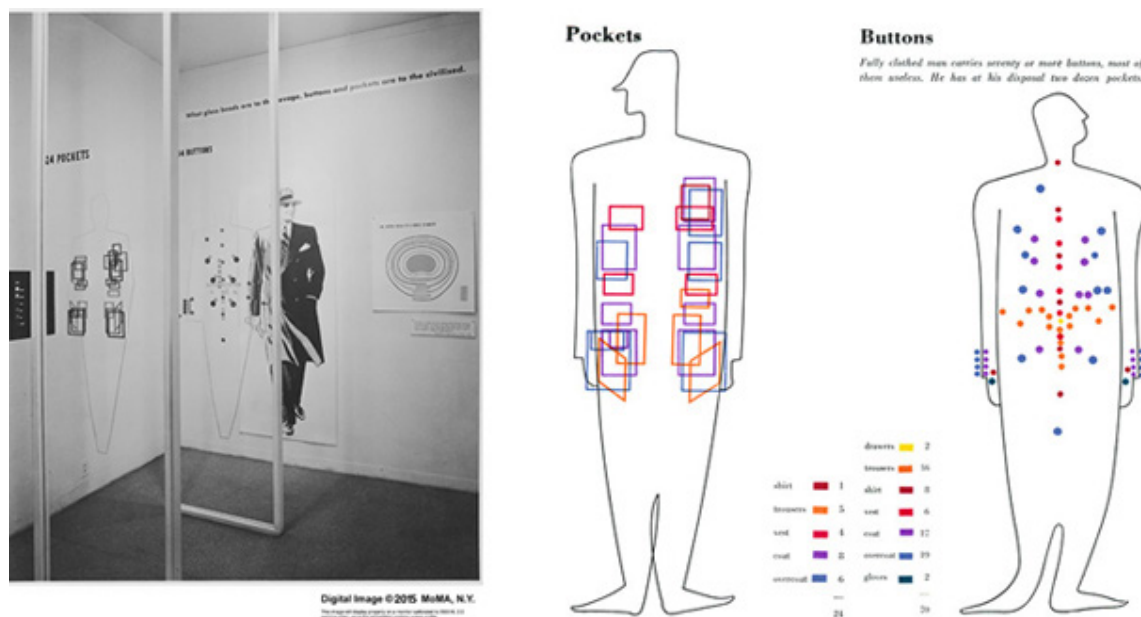 What glass beads are to the savage, buttons and pockets are to the civilized.
24 POCKETS
BUTTONS
Digital Image © 2015 MoMA, N.Y.
Pockets
shirt 1
trousers 5
vest 4
coat 8
overcoat 6
24
Buttons
Fully clothed man carries seventy or more buttons, most of
them useless. He has at his disposal two dozen pockets.
drawers 2
trousers 16
shirt 8
vest 6
coat 17
overcoat 19
gloves 2
70